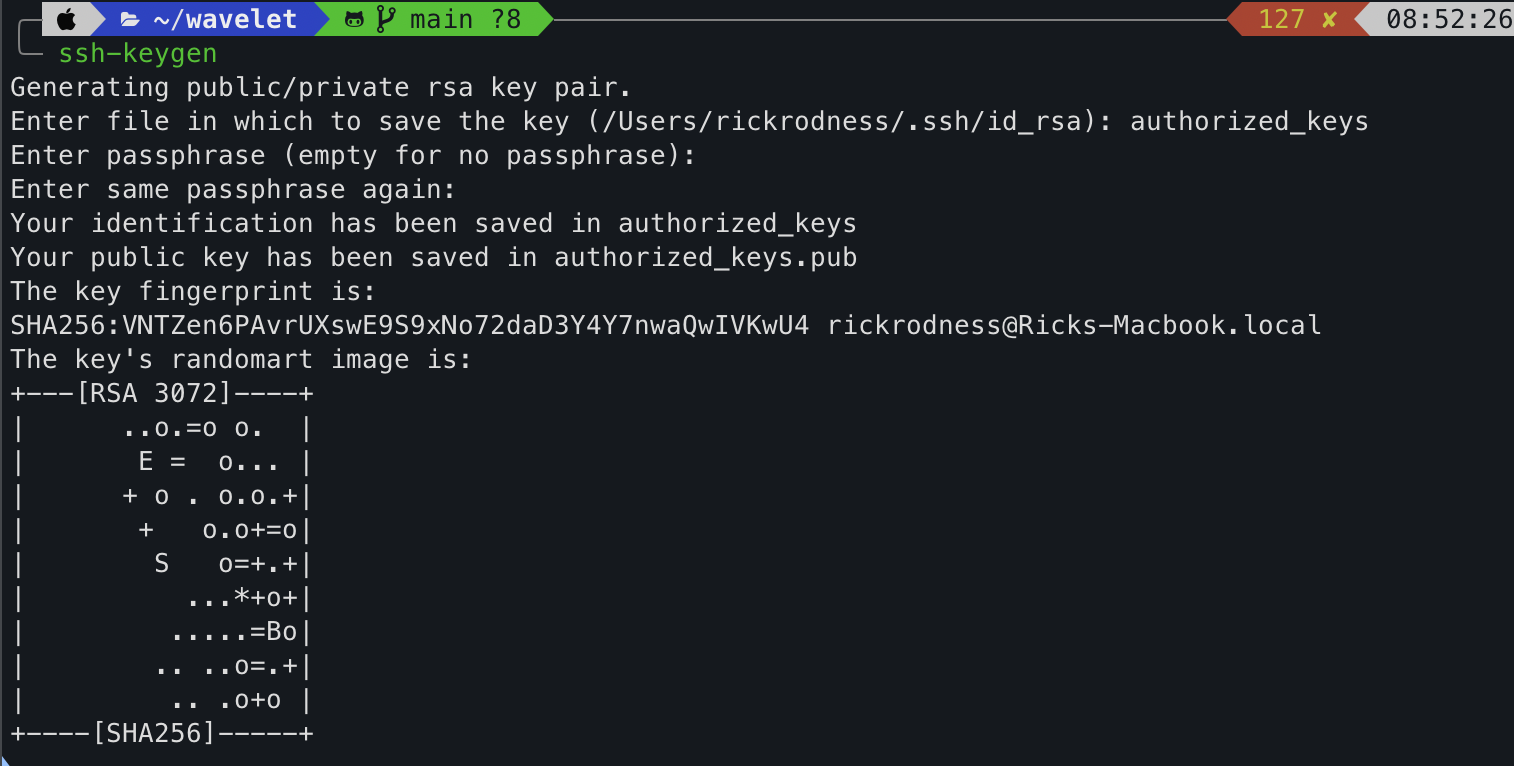 ~/wavelet main ?8 127 ✘ 08:52:26
ssh-keygen
Generating public/private rsa key pair.
Enter file in which to save the key (/Users/rickrodness/.ssh/id_rsa): authorized_keys
Enter passphrase (empty for no passphrase):
Enter same passphrase again:
Your identification has been saved in authorized_keys
Your public key has been saved in authorized_keys.pub
The key fingerprint is:
SHA256:VNTZen6PAvrUXswE9S9xNo72daD3Y4Y7nwaQwIVKwU4 rickrodness@Ricks-Macbook.local
The key's randomart image is:
+---[RSA 3072]----+
|      ..o.=o o.  |
|       E =  o... |
|      + o . o.o.+|
|       +   o.o+=o|
|        S   o=+.+|
|          ...*+o+|
|         .....=Bo|
|        .. ..o=.+|
|         .. .o+o |
+----[SHA256]-----+